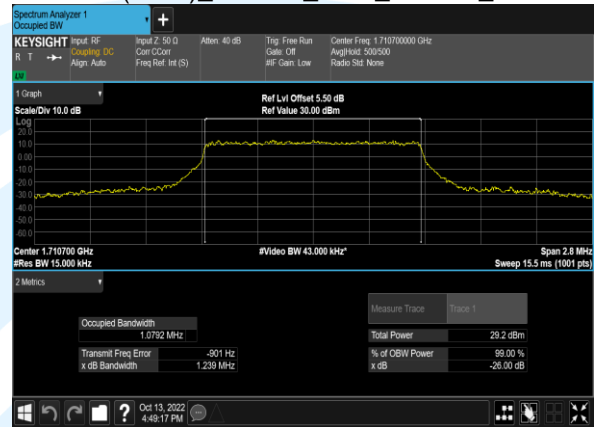 Spectrum Analyzer 1
Occupied BW
KEYSIGHT
R T
LV
Input: RF
Coupling: DC
Align: Auto
Input Z: 50 Ω
Corr CCorr
Freq Ref: Int (S)
Atten: 40 dB
Trig: Free Run
Gate: Off
#IF Gain: Low
Center Freq: 1.710700000 GHz
Avg|Hold: 500/500
Radio Std: None
1 Graph
Scale/Div 10.0 dB
Ref Lvl Offset 5.50 dB
Ref Value 30.00 dBm
Log
20.0
10.0
0.00
-10.0
-20.0
-30.0
-40.0
-50.0
-60.0
Center 1.710700 GHz
#Res BW 15.000 kHz
#Video BW 43.000 kHz*
Span 2.8 MHz
Sweep 15.5 ms (1001 pts)
2 Metrics
Measure Trace Trace 1
Occupied Bandwidth
1.0792 MHz
Total Power 29.2 dBm
Transmit Freq Error -901 Hz
% of OBW Power 99.00 %
x dB Bandwidth 1.239 MHz
x dB -26.00 dB
?
Oct 13, 2022
4:49:17 PM